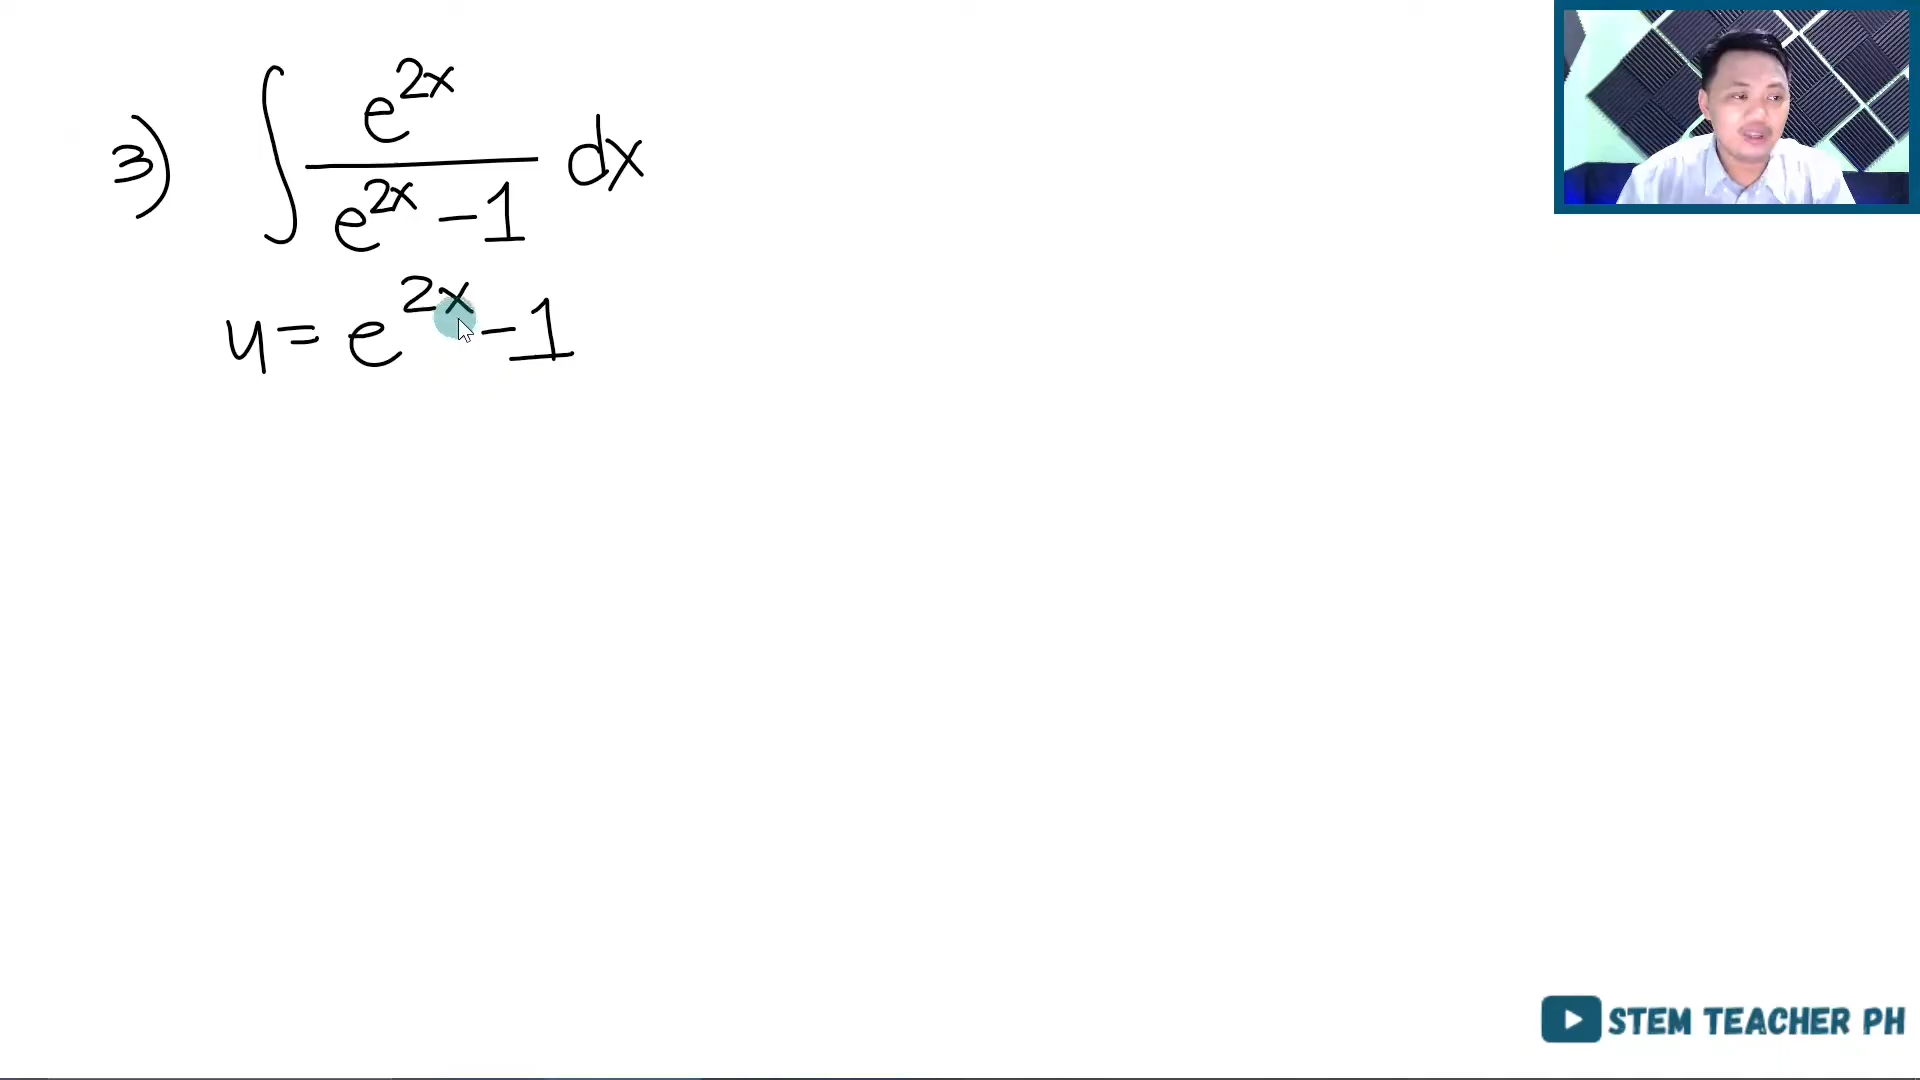 3) ∫ e^{2x} / (e^{2x} - 1) dx
u = e^{2x} - 1
STEM TEACHER PH